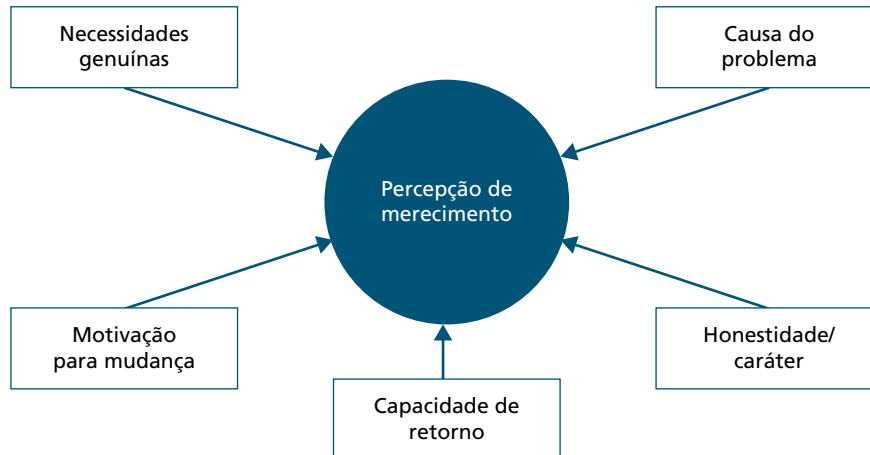 Necessidades
genuínas
Causa do
problema
Percepção de
merecimento
Motivação
para mudança
Honestidade/
caráter
Capacidade de
retorno